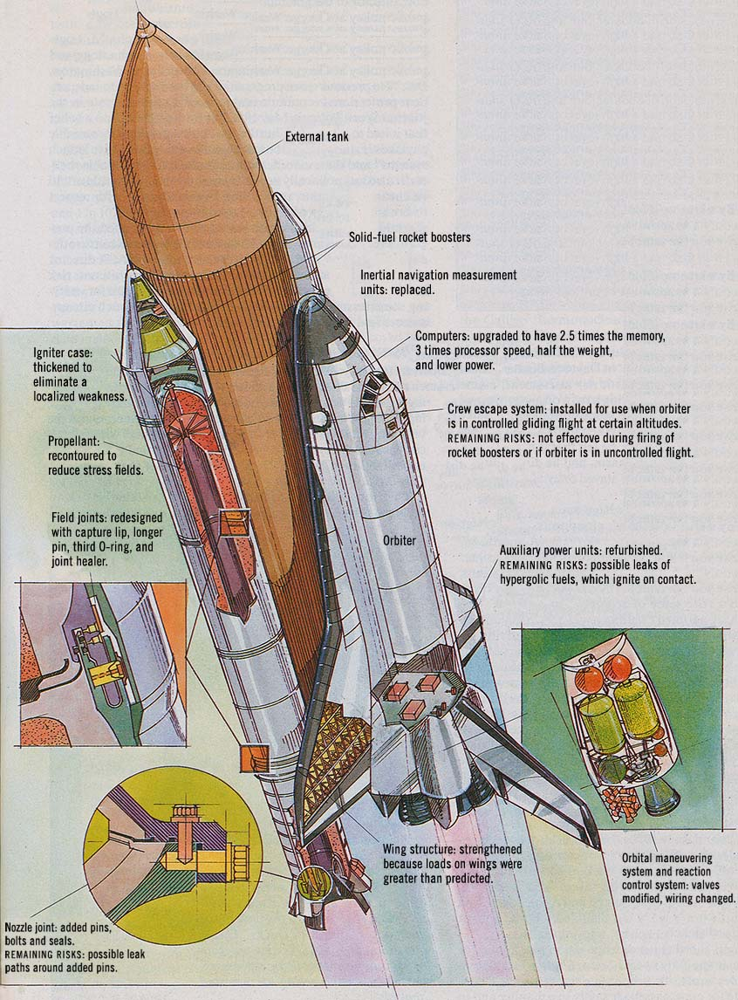 External tank
Solid-fuel rocket boosters
Inertial navigation measurement
units: replaced.
Computers: upgraded to have 2.5 times the memory,
3 times processor speed, half the weight,
and lower power.
Igniter case:
thickened to
eliminate a
localized weakness.
Crew escape system: installed for use when orbiter
is in controlled gliding flight at certain altitudes.
REMAINING RISKS: not effectove during firing of
rocket boosters or if orbiter is in uncontrolled flight.
Propellant:
recontoured to
reduce stress fields.
Field joints: redesigned
with capture lip, longer
pin, third O-ring, and
joint healer.
Orbiter
Auxiliary power units: refurbished.
REMAINING RISKS: possible leaks of
hypergolic fuels, which ignite on contact.
Wing structure: strengthened
because loads on wings were
greater than predicted.
Orbital maneuvering
system and reaction
control system: valves
modified, wiring changed.
Nozzle joint: added pins,
bolts and seals.
REMAINING RISKS: possible leak
paths around added pins.